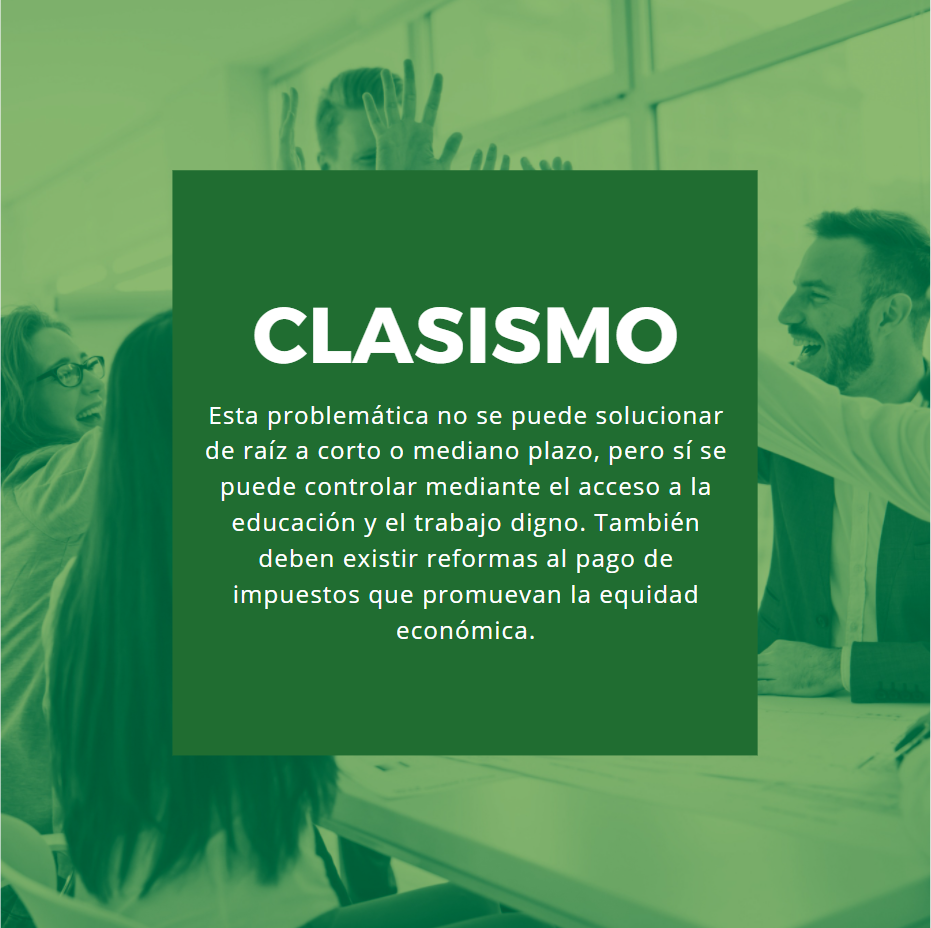 CLASISMO
Esta problemática no se puede solucionar
de raíz a corto o mediano plazo, pero sí se
puede controlar mediante el acceso a la
educación y el trabajo digno. También
deben existir reformas al pago de
impuestos que promuevan la equidad
económica.